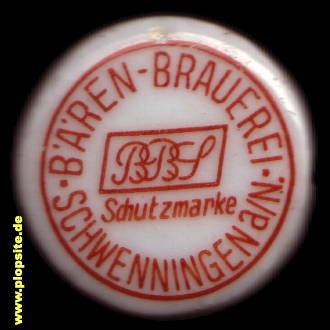 ·BÄREN-BRAUEREI·
BBS
Schutzmarke
SCHWENNINGEN a/N.
www.plopsite.de